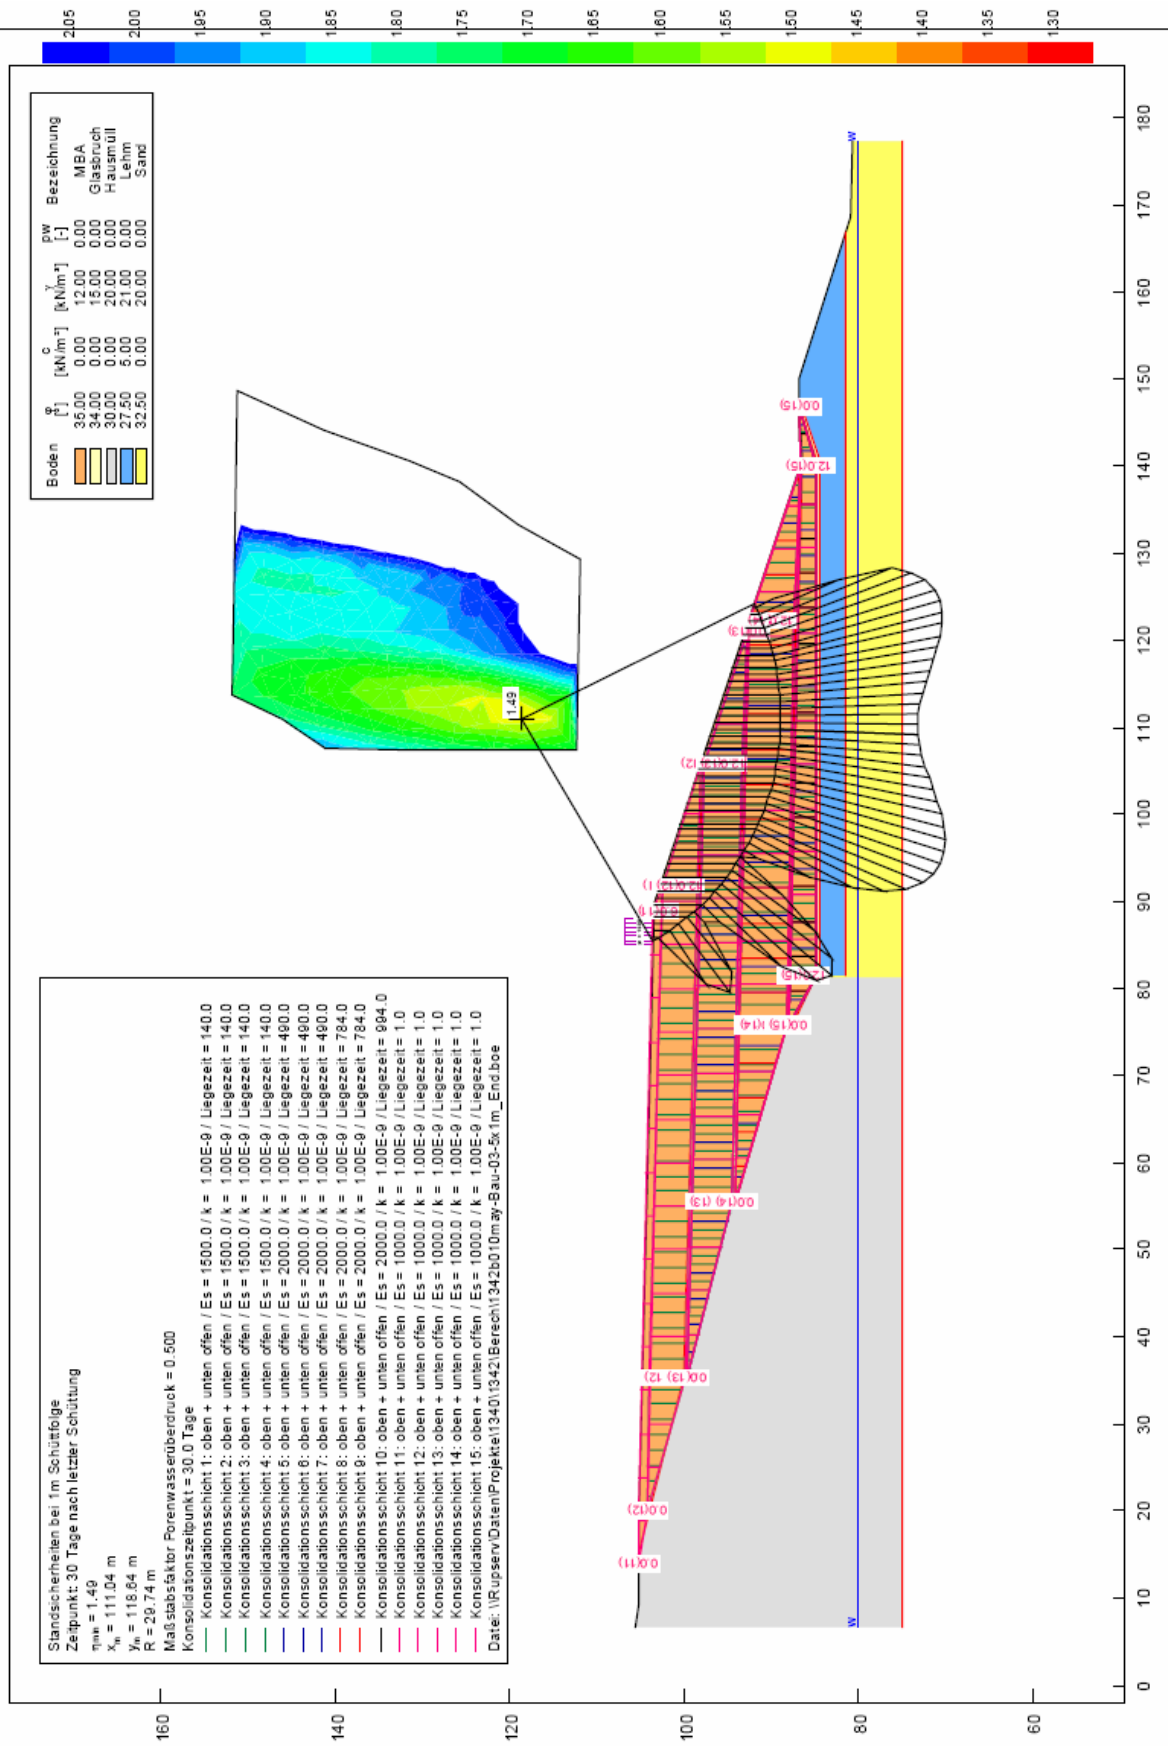 Standsicherheiten bei 1m Schüttfolge
Zeitpunkt: 30 Tage nach letzter Schüttung
ηmin = 1.49
xm = 111.04 m
ym = 118.64 m
R = 29.74 m
Maßstabsfaktor Porenwasserüberdruck = 0.500
Konsolidationszeitpunkt = 30.0 Tage
Konsolidationsschicht 1: oben + unten offen / Es = 1500.0 / k = 1.00E-9 / Liegezeit = 140.0
Konsolidationsschicht 2: oben + unten offen / Es = 1500.0 / k = 1.00E-9 / Liegezeit = 140.0
Konsolidationsschicht 3: oben + unten offen / Es = 1500.0 / k = 1.00E-9 / Liegezeit = 140.0
Konsolidationsschicht 4: oben + unten offen / Es = 1500.0 / k = 1.00E-9 / Liegezeit = 140.0
Konsolidationsschicht 5: oben + unten offen / Es = 2000.0 / k = 1.00E-9 / Liegezeit = 490.0
Konsolidationsschicht 6: oben + unten offen / Es = 2000.0 / k = 1.00E-9 / Liegezeit = 490.0
Konsolidationsschicht 7: oben + unten offen / Es = 2000.0 / k = 1.00E-9 / Liegezeit = 490.0
Konsolidationsschicht 8: oben + unten offen / Es = 2000.0 / k = 1.00E-9 / Liegezeit = 784.0
Konsolidationsschicht 9: oben + unten offen / Es = 2000.0 / k = 1.00E-9 / Liegezeit = 784.0
Konsolidationsschicht 10: oben + unten offen / Es = 2000.0 / k = 1.00E-9 / Liegezeit = 994.0
Konsolidationsschicht 11: oben + unten offen / Es = 1000.0 / k = 1.00E-9 / Liegezeit = 1.0
Konsolidationsschicht 12: oben + unten offen / Es = 1000.0 / k = 1.00E-9 / Liegezeit = 1.0
Konsolidationsschicht 13: oben + unten offen / Es = 1000.0 / k = 1.00E-9 / Liegezeit = 1.0
Konsolidationsschicht 14: oben + unten offen / Es = 1000.0 / k = 1.00E-9 / Liegezeit = 1.0
Konsolidationsschicht 15: oben + unten offen / Es = 1000.0 / k = 1.00E-9 / Liegezeit = 1.0
Datei: \\Rupserv\Daten\Projekte\1340\1342\Berech\1342b010may-Bau-03-5x1m_End.boe
Boden φ [°] c [kN/m²] γ [kN/m³] pw [-] Bezeichnung
35.00 0.00 12.00 0.00 MBA
34.00 0.00 15.00 0.00 Glasbruch
30.00 0.00 20.00 0.00 Hausmüll
27.50 5.00 21.00 0.00 Lehm
32.50 0.00 20.00 0.00 Sand
2.05
2.00
1.95
1.90
1.85
1.80
1.75
1.70
1.65
1.60
1.55
1.50
1.45
1.40
1.35
1.30
1.49
160
140
120
100
80
60
0.0(11)
0.0(12)
0.0(15)
12.0(15)
w
w
0 10 20 30 40 50 60 70 80 90 100 110 120 130 140 150 160 170 180